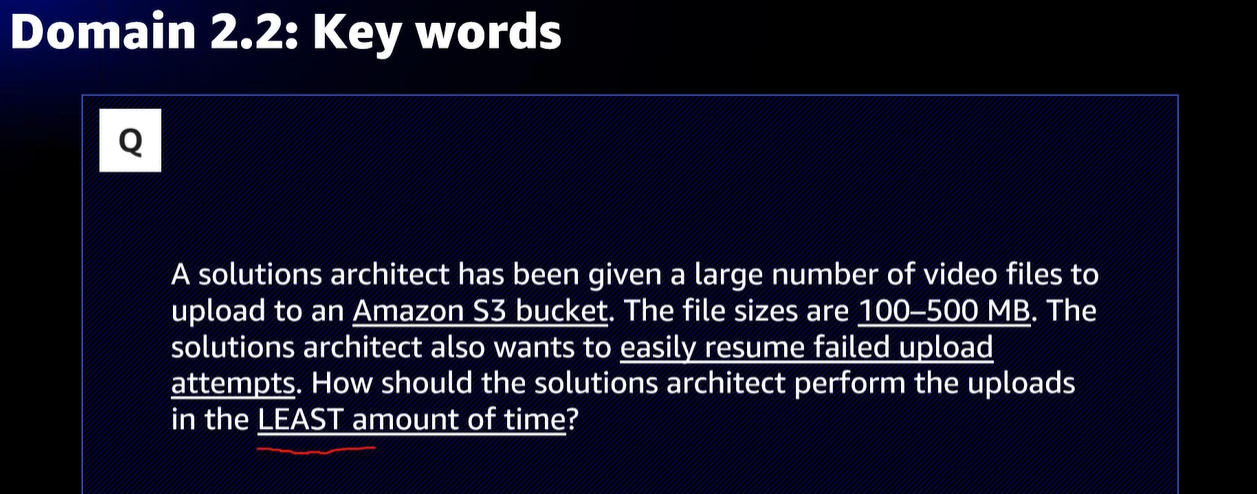 Domain 2.2: Key words
Q
A solutions architect has been given a large number of video files to
upload to an Amazon S3 bucket. The file sizes are 100–500 MB. The
solutions architect also wants to easily resume failed upload
attempts. How should the solutions architect perform the uploads
in the LEAST amount of time?